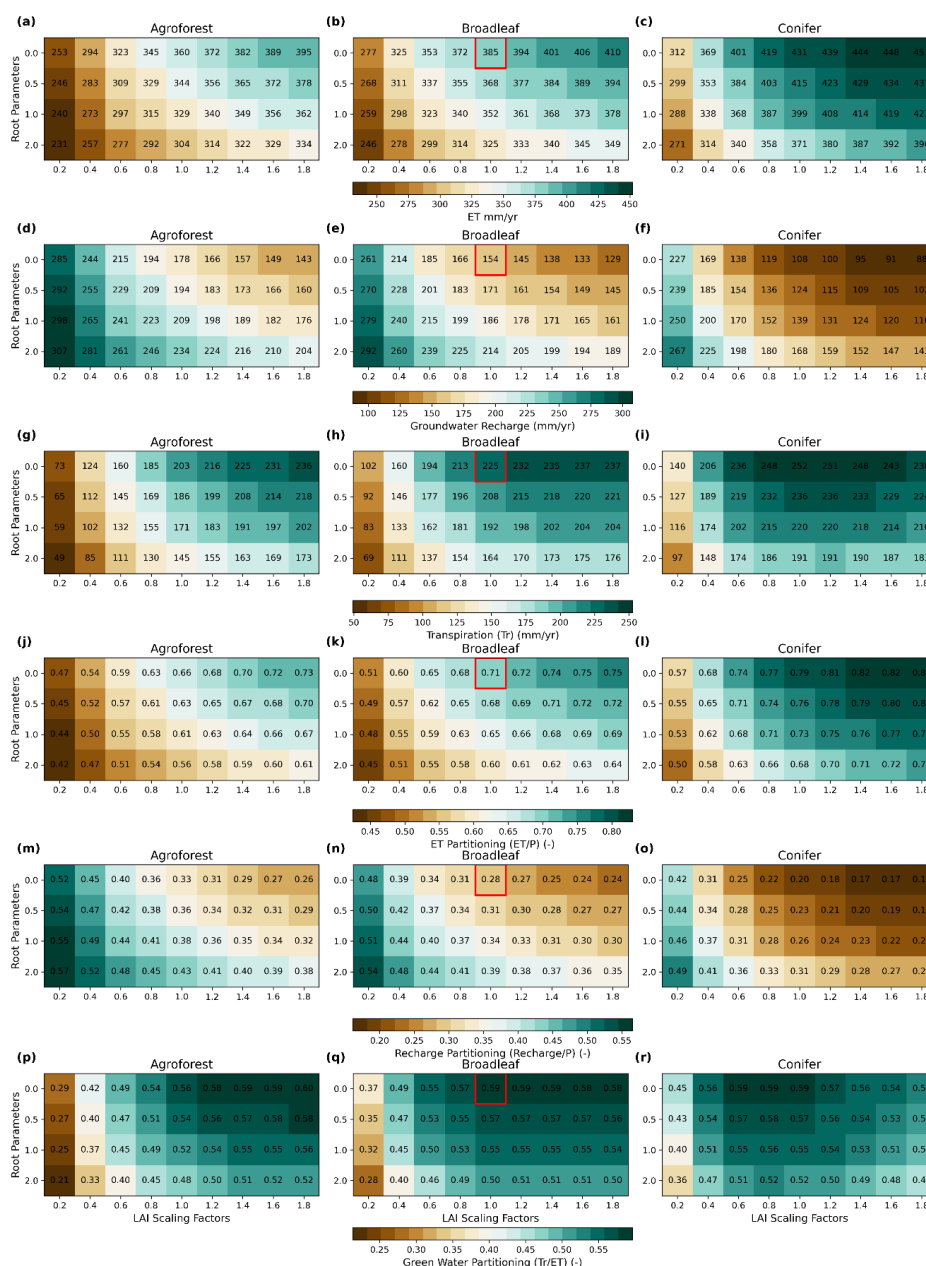 (a) Agroforest (b) Broadleaf (c) Conifer
Root Parameters
0.0 253 294 323 345 360 372 382 389 395 0.0 277 325 353 372 385 394 401 406 410 0.0 312 369 401 419 431 439 444 448 45
0.5 246 283 309 329 344 356 365 372 378 0.5 268 311 337 355 368 377 384 389 394 0.5 299 353 384 403 415 423 429 434 43
1.0 240 273 297 315 329 340 349 356 362 1.0 259 298 323 340 352 361 368 373 378 1.0 288 338 368 387 399 408 414 419 42
2.0 231 257 277 292 304 314 322 329 334 2.0 246 278 299 314 325 333 340 345 349 2.0 271 314 340 358 371 380 387 392 39
0.2 0.4 0.6 0.8 1.0 1.2 1.4 1.6 1.8 0.2 0.4 0.6 0.8 1.0 1.2 1.4 1.6 1.8 0.2 0.4 0.6 0.8 1.0 1.2 1.4 1.6 1.8
250 275 300 325 350 375 400 425 450
ET mm/yr
(d) Agroforest (e) Broadleaf (f) Conifer
Root Parameters
0.0 285 244 215 194 178 166 157 149 143 0.0 261 214 185 166 154 145 138 133 129 0.0 227 169 138 119 108 100 95 91 88
0.5 292 255 229 209 194 183 173 166 160 0.5 270 228 201 183 171 161 154 149 145 0.5 239 185 154 136 124 115 109 105 10
1.0 298 265 241 223 209 198 189 182 176 1.0 279 240 215 199 186 178 171 165 161 1.0 250 200 170 152 139 131 124 120 11
2.0 307 281 261 246 234 224 216 210 204 2.0 292 260 239 225 214 205 199 194 189 2.0 267 225 198 180 168 159 152 147 14
0.2 0.4 0.6 0.8 1.0 1.2 1.4 1.6 1.8 0.2 0.4 0.6 0.8 1.0 1.2 1.4 1.6 1.8 0.2 0.4 0.6 0.8 1.0 1.2 1.4 1.6 1.8
100 125 150 175 200 225 250 275 300
Groundwater Recharge (mm/yr)
(g) Agroforest (h) Broadleaf (i) Conifer
Root Parameters
0.0 73 124 160 185 203 216 225 231 236 0.0 102 160 194 213 225 232 235 237 237 0.0 140 206 236 248 252 251 248 243 23
0.5 65 112 145 169 186 199 208 214 218 0.5 92 146 177 196 208 215 218 220 221 0.5 127 189 219 232 236 236 233 229 22
1.0 59 102 132 155 171 183 191 197 202 1.0 83 133 162 181 192 198 202 204 204 1.0 116 174 202 215 220 220 218 214 21
2.0 49 85 111 130 145 155 163 169 173 2.0 69 111 137 154 164 170 173 175 176 2.0 97 148 174 186 191 191 190 187 18
0.2 0.4 0.6 0.8 1.0 1.2 1.4 1.6 1.8 0.2 0.4 0.6 0.8 1.0 1.2 1.4 1.6 1.8 0.2 0.4 0.6 0.8 1.0 1.2 1.4 1.6 1.8
50 75 100 125 150 175 200 225 250
Transpiration (Tr) (mm/yr)
(j) Agroforest (k) Broadleaf (l) Conifer
Root Parameters
0.0 0.47 0.54 0.59 0.63 0.66 0.68 0.70 0.72 0.73 0.0 0.51 0.60 0.65 0.68 0.71 0.72 0.74 0.75 0.75 0.0 0.57 0.68 0.74 0.77 0.79 0.81 0.82 0.82 0.8
0.5 0.45 0.52 0.57 0.61 0.63 0.65 0.67 0.68 0.70 0.5 0.49 0.57 0.62 0.65 0.68 0.69 0.71 0.72 0.72 0.5 0.55 0.65 0.71 0.74 0.76 0.78 0.79 0.80 0.8
1.0 0.44 0.50 0.55 0.58 0.61 0.63 0.64 0.66 0.67 1.0 0.48 0.55 0.59 0.63 0.65 0.66 0.68 0.69 0.69 1.0 0.53 0.62 0.68 0.71 0.73 0.75 0.76 0.77 0.7
2.0 0.42 0.47 0.51 0.54 0.56 0.58 0.59 0.60 0.61 2.0 0.45 0.51 0.55 0.58 0.60 0.61 0.62 0.63 0.64 2.0 0.50 0.58 0.63 0.66 0.68 0.70 0.71 0.72 0.7
0.2 0.4 0.6 0.8 1.0 1.2 1.4 1.6 1.8 0.2 0.4 0.6 0.8 1.0 1.2 1.4 1.6 1.8 0.2 0.4 0.6 0.8 1.0 1.2 1.4 1.6 1.8
0.45 0.50 0.55 0.60 0.65 0.70 0.75 0.80
ET Partitioning (ET/P) (-)
(m) Agroforest (n) Broadleaf (o) Conifer
Root Parameters
0.0 0.52 0.45 0.40 0.36 0.33 0.31 0.29 0.27 0.26 0.0 0.48 0.39 0.34 0.31 0.28 0.27 0.25 0.24 0.24 0.0 0.42 0.31 0.25 0.22 0.20 0.18 0.17 0.17 0.1
0.5 0.54 0.47 0.42 0.38 0.36 0.34 0.32 0.31 0.29 0.5 0.50 0.42 0.37 0.34 0.31 0.30 0.28 0.27 0.27 0.5 0.44 0.34 0.28 0.25 0.23 0.21 0.20 0.19 0.1
1.0 0.55 0.49 0.44 0.41 0.38 0.36 0.35 0.34 0.32 1.0 0.51 0.44 0.40 0.37 0.34 0.33 0.31 0.30 0.30 1.0 0.46 0.37 0.31 0.28 0.26 0.24 0.23 0.22 0.2
2.0 0.57 0.52 0.48 0.45 0.43 0.41 0.40 0.39 0.38 2.0 0.54 0.48 0.44 0.41 0.39 0.38 0.37 0.36 0.35 2.0 0.49 0.41 0.36 0.33 0.31 0.29 0.28 0.27 0.2
0.2 0.4 0.6 0.8 1.0 1.2 1.4 1.6 1.8 0.2 0.4 0.6 0.8 1.0 1.2 1.4 1.6 1.8 0.2 0.4 0.6 0.8 1.0 1.2 1.4 1.6 1.8
0.20 0.25 0.30 0.35 0.40 0.45 0.50 0.55
Recharge Partitioning (Recharge/P) (-)
(p) Agroforest (q) Broadleaf (r) Conifer
Root Parameters
0.0 0.29 0.42 0.49 0.54 0.56 0.58 0.59 0.59 0.60 0.0 0.37 0.49 0.55 0.57 0.59 0.59 0.59 0.58 0.58 0.0 0.45 0.56 0.59 0.59 0.59 0.57 0.56 0.54 0.5
0.5 0.27 0.40 0.47 0.51 0.54 0.56 0.57 0.58 0.58 0.5 0.35 0.47 0.52 0.55 0.57 0.57 0.57 0.57 0.56 0.5 0.43 0.54 0.57 0.58 0.57 0.56 0.54 0.53 0.5
1.0 0.25 0.37 0.45 0.49 0.52 0.54 0.55 0.55 0.56 1.0 0.32 0.45 0.50 0.53 0.55 0.55 0.55 0.55 0.54 1.0 0.40 0.51 0.55 0.56 0.55 0.54 0.53 0.51 0.5
2.0 0.21 0.33 0.40 0.45 0.48 0.50 0.51 0.52 0.52 2.0 0.28 0.40 0.46 0.49 0.50 0.51 0.51 0.51 0.50 2.0 0.36 0.47 0.51 0.52 0.52 0.50 0.49 0.48 0.4
0.2 0.4 0.6 0.8 1.0 1.2 1.4 1.6 1.8 0.2 0.4 0.6 0.8 1.0 1.2 1.4 1.6 1.8 0.2 0.4 0.6 0.8 1.0 1.2 1.4 1.6 1.8
LAI Scaling Factors LAI Scaling Factors LAI Scaling Factors
0.25 0.30 0.35 0.40 0.45 0.50 0.55
Green Water Partitioning (Tr/ET) (-)